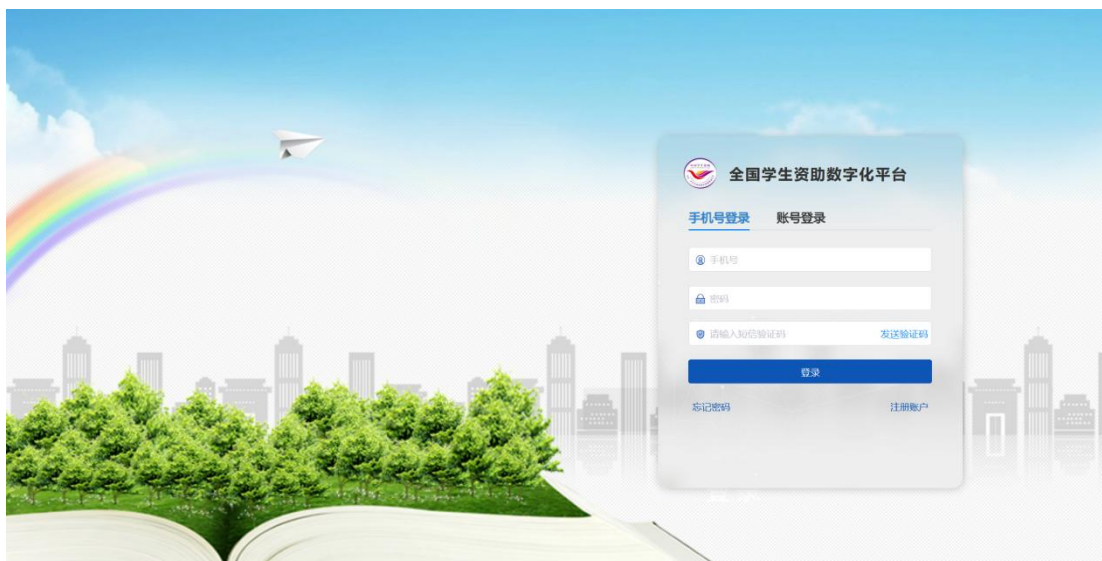 全国学生资助数字化平台
手机号登录 账号登录
手机号
密码
请输入短信验证码 发送验证码
登录
忘记密码 注册账户